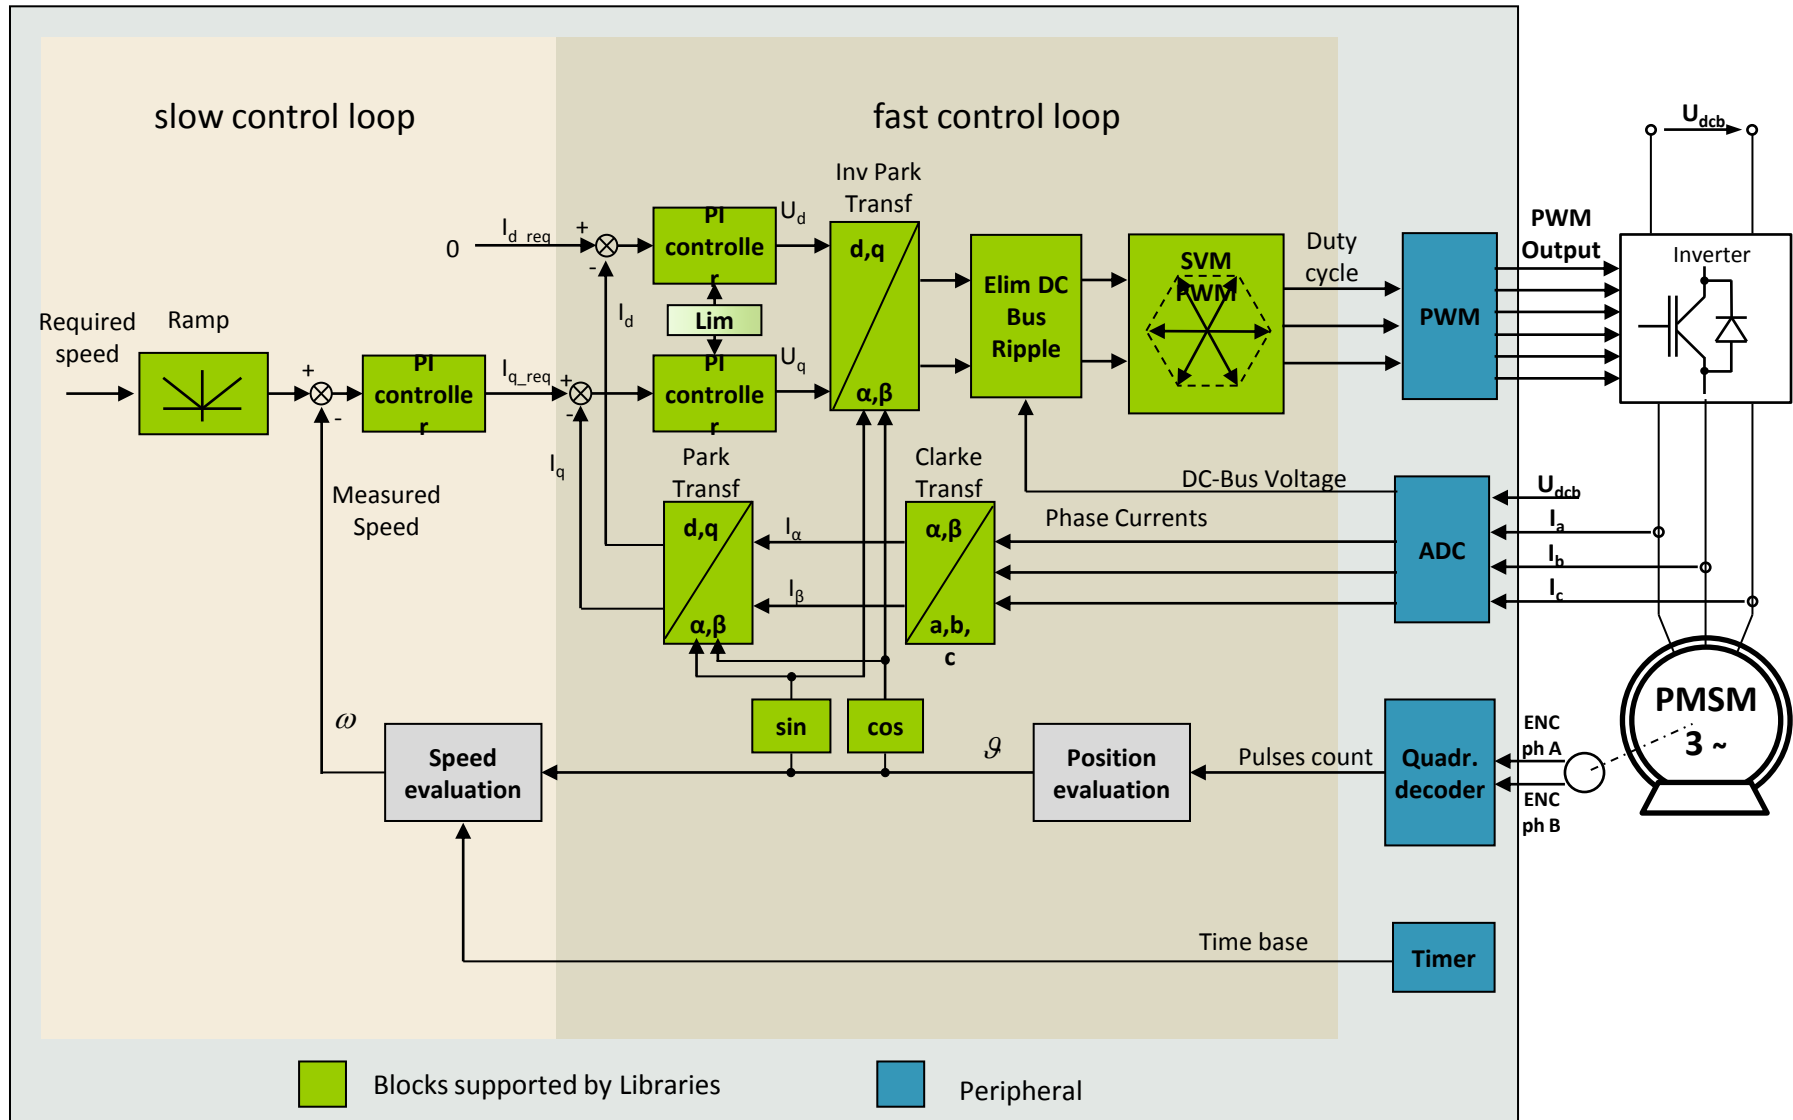 slow control loop
fast control loop
U_dcb
Inv Park
Transf
PI
controlle
r
U_d
I_d_req
0
+
-
d,q
α,β
Elim DC
Bus
Ripple
SVM
PWM
Duty
cycle
PWM
PWM
Output
Inverter
Required
speed
Ramp
I_d
Lim
+
-
PI
controlle
r
I_q_req
+
-
PI
controlle
r
U_q
I_q
Measured
Speed
Park
Transf
d,q
α,β
I_α
I_β
Clarke
Transf
α,β
a,b,
c
DC-Bus Voltage
Phase Currents
ADC
U_dcb
I_a
I_b
I_c
sin
cos
ω
Speed
evaluation
ϑ
Position
evaluation
Pulses count
Quadr.
decoder
ENC
ph A
ENC
ph B
PMSM
3 ~
Time base
Timer
Blocks supported by Libraries
Peripheral